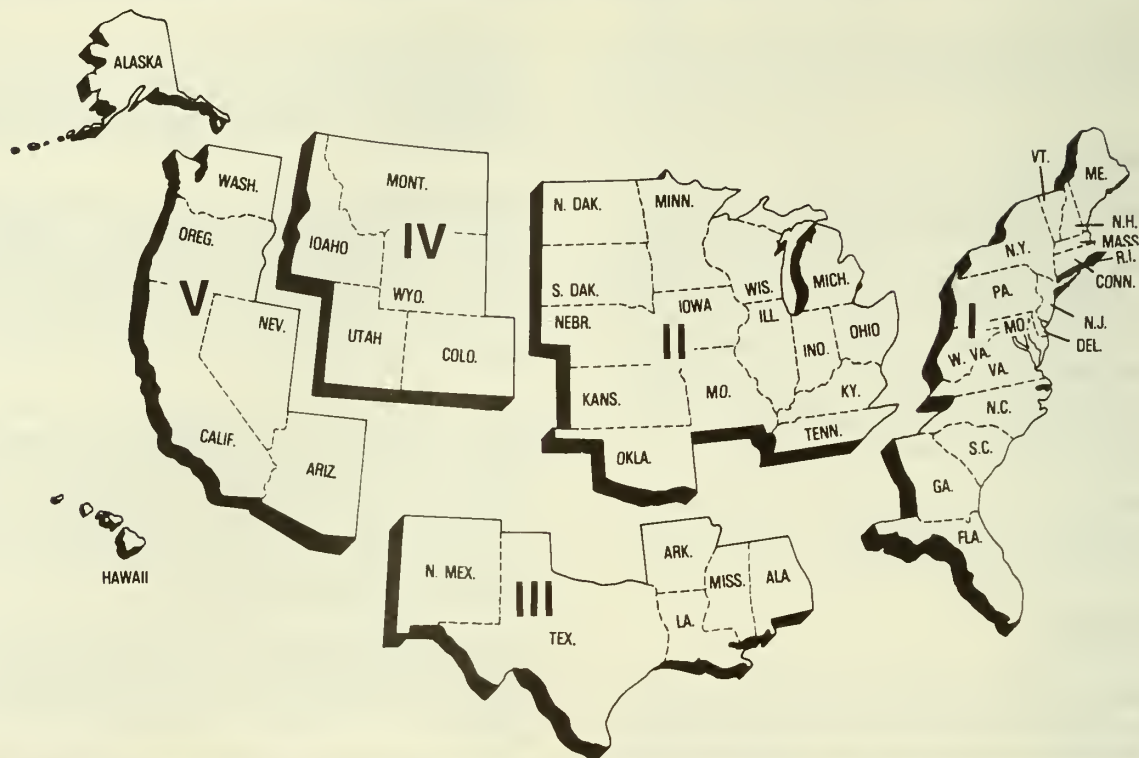 ALASKA
WASH.
OREG.
V
NEV.
CALIF.
ARIZ.
HAWAII
MONT.
IDAHO
IV
WYO.
UTAH
COLO.
N. DAK.
MINN.
S. DAK.
WIS.
MICH.
NEBR.
IOWA
II
ILL.
IND.
OHIO
KANS.
MO.
KY.
TENN.
OKLA.
VT.
ME.
N.H.
MASS
R.I.
CONN.
N.Y.
PA.
I
N.J.
MD.
DEL.
W. VA.
VA.
N.C.
S.C.
GA.
FLA.
N. MEX.
III
TEX.
ARK.
MISS.
ALA
LA.